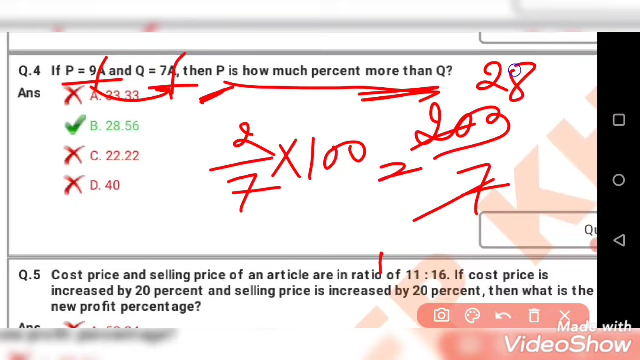 Q.4 If P = 9A and Q = 7A, then P is how much percent more than Q?
28
Ans A. 33.33
B. 28.56
C. 22.22
D. 40
2/7 × 100 = 200/7
Qu
Q.5 Cost price and selling price of an article are in ratio of 11 : 16. If cost price is
increased by 20 percent and selling price is increased by 20 percent, then what is the
new profit percentage?
Ans
Made with
VideoShow